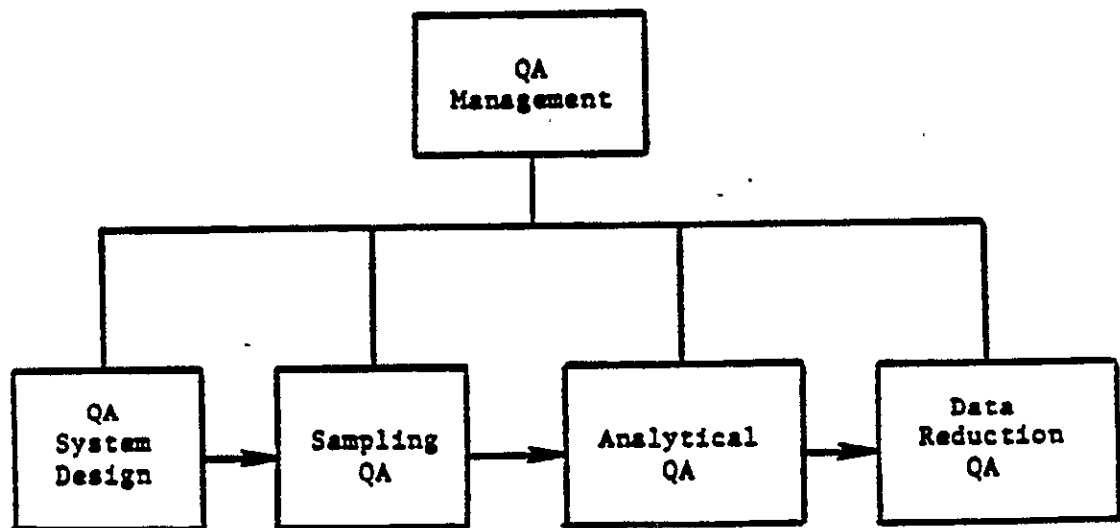 QA
Management
QA
System
Design
Sampling
QA
Analytical
QA
Data
Reduction
QA